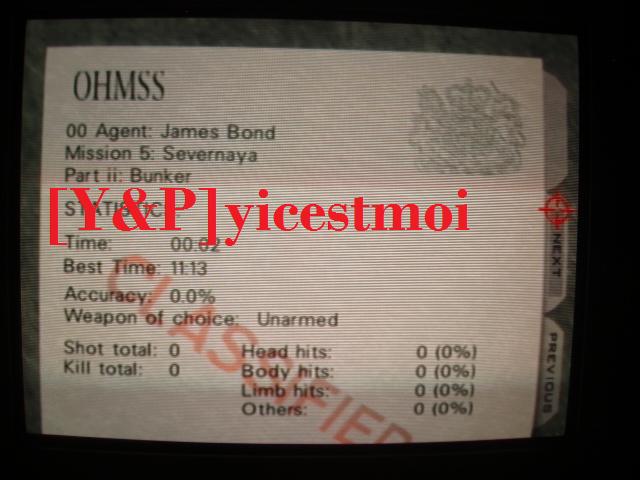 OHMSS
00 Agent: James Bond
Mission 5: Severnaya
Part ii: Bunker
[Y&P]yicestmoi
STATISTICS
Time: 00:02
Best Time: 11:13
Accuracy: 0.0%
Weapon of choice: Unarmed
Shot total: 0
Kill total: 0
Head hits: 0 (0%)
Body hits: 0 (0%)
Limb hits: 0 (0%)
Others: 0 (0%)
CLASSIFIED
NEXT
PREVIOUS